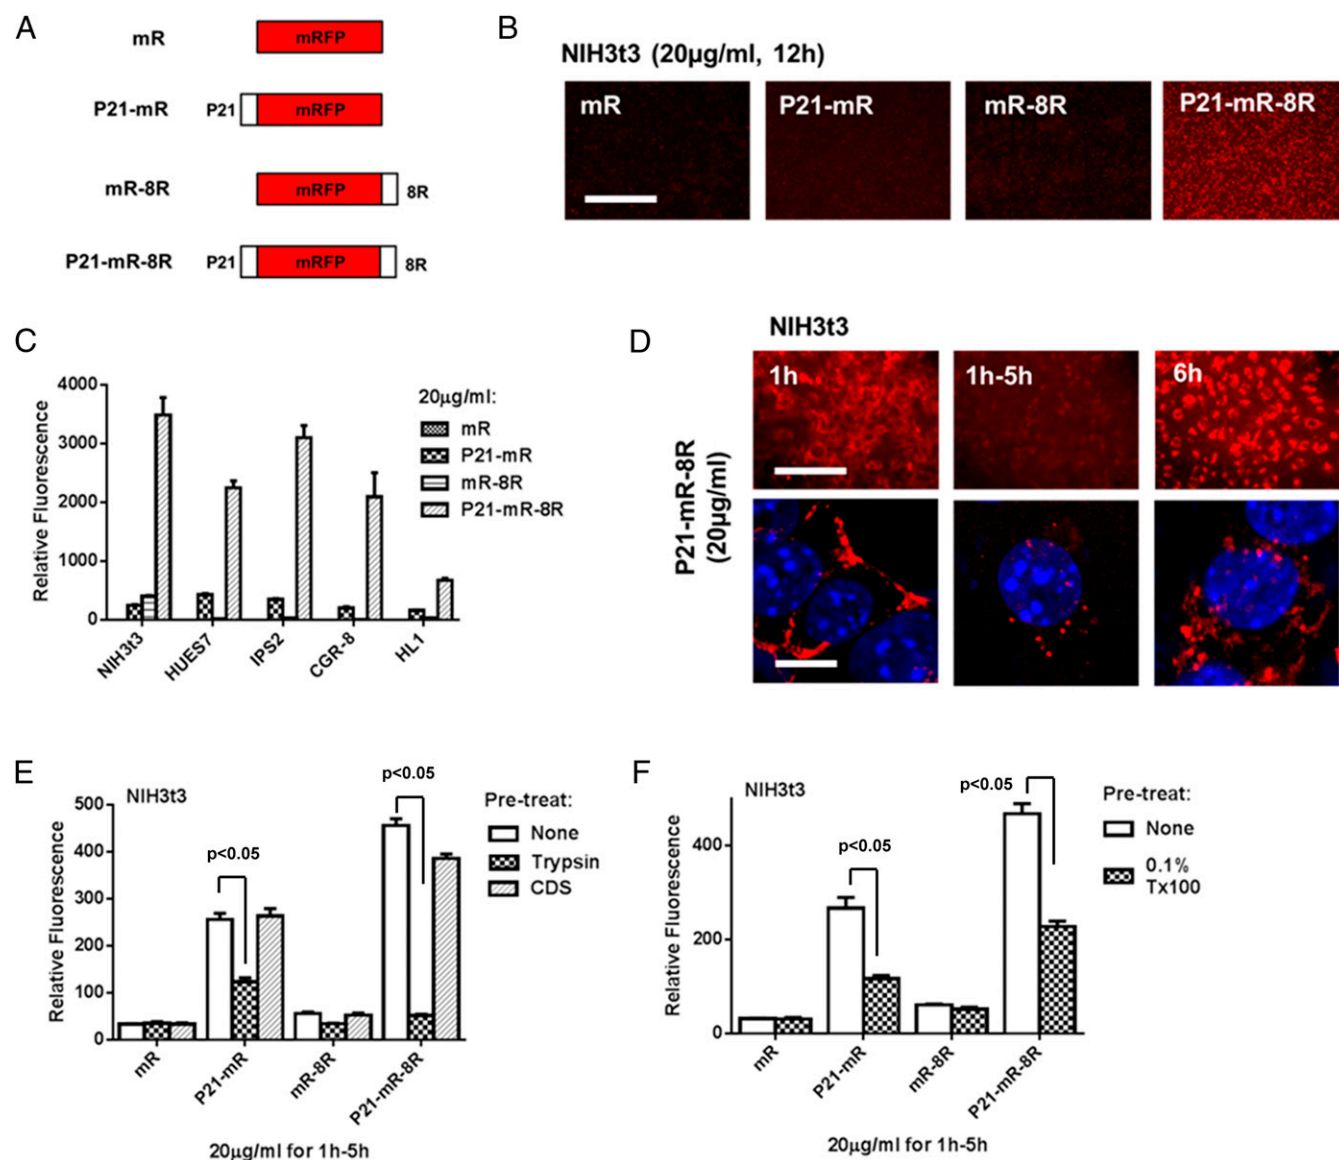 A
mR
mRFP
P21-mR
P21
mRFP
mR-8R
mRFP
8R
P21-mR-8R
P21
mRFP
8R
B
NIH3t3 (20µg/ml, 12h)
mR
P21-mR
mR-8R
P21-mR-8R
C
Relative Fluorescence
4000
3000
2000
1000
0
NIH3t3
HUES7
IPS2
CGR-8
HL1
20µg/ml:
mR
P21-mR
mR-8R
P21-mR-8R
D
NIH3t3
1h
1h-5h
6h
P21-mR-8R
(20µg/ml)
E
NIH3t3
Relative Fluorescence
500
400
300
200
100
0
p<0.05
p<0.05
Pre-treat:
None
Trypsin
CDS
mR
P21-mR
mR-8R
P21-mR-8R
20µg/ml for 1h-5h
F
NIH3t3
Relative Fluorescence
400
200
0
p<0.05
p<0.05
Pre-treat:
None
0.1%
Tx100
mR
P21-mR
mR-8R
P21-mR-8R
20µg/ml for 1h-5h